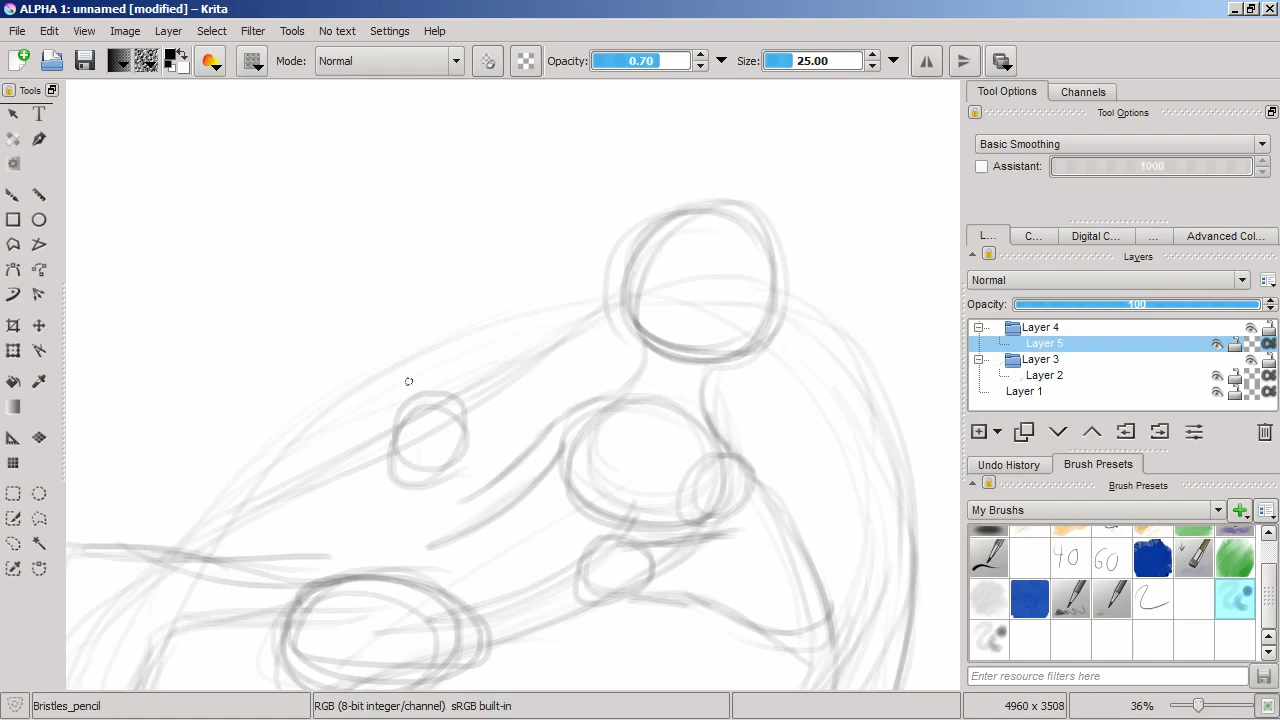 ALPHA 1: unnamed [modified] – Krita
File Edit View Image Layer Select Filter Tools No text Settings Help
Mode: Normal Opacity: 0.70 Size: 25.00
Tools
Tool Options Channels
Tool Options
Basic Smoothing
Assistant: 1000
L... C... Digital C... ... Advanced Col...
Layers
Normal
Opacity: 100
Layer 4
Layer 5
Layer 3
Layer 2
Layer 1
Undo History Brush Presets
Brush Presets
My Brushs
40 60
Enter resource filters here
Bristles_pencil RGB (8-bit integer/channel) sRGB built-in 4960 x 3508 36%